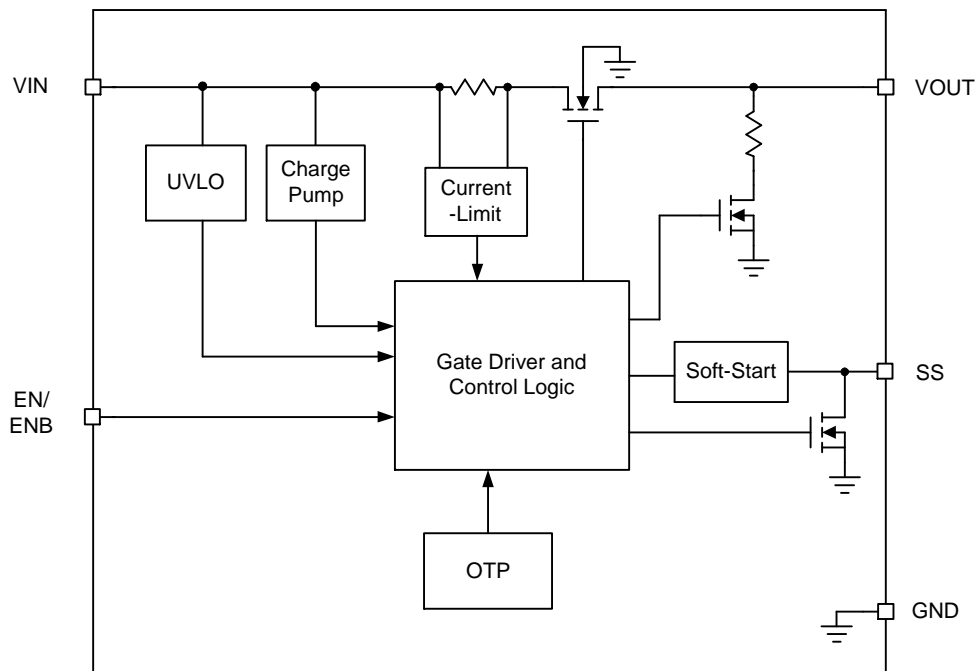 VIN
VOUT
UVLO
Charge
Pump
Current
-Limit
Gate Driver and
Control Logic
Soft-Start
SS
EN/
ENB
OTP
GND